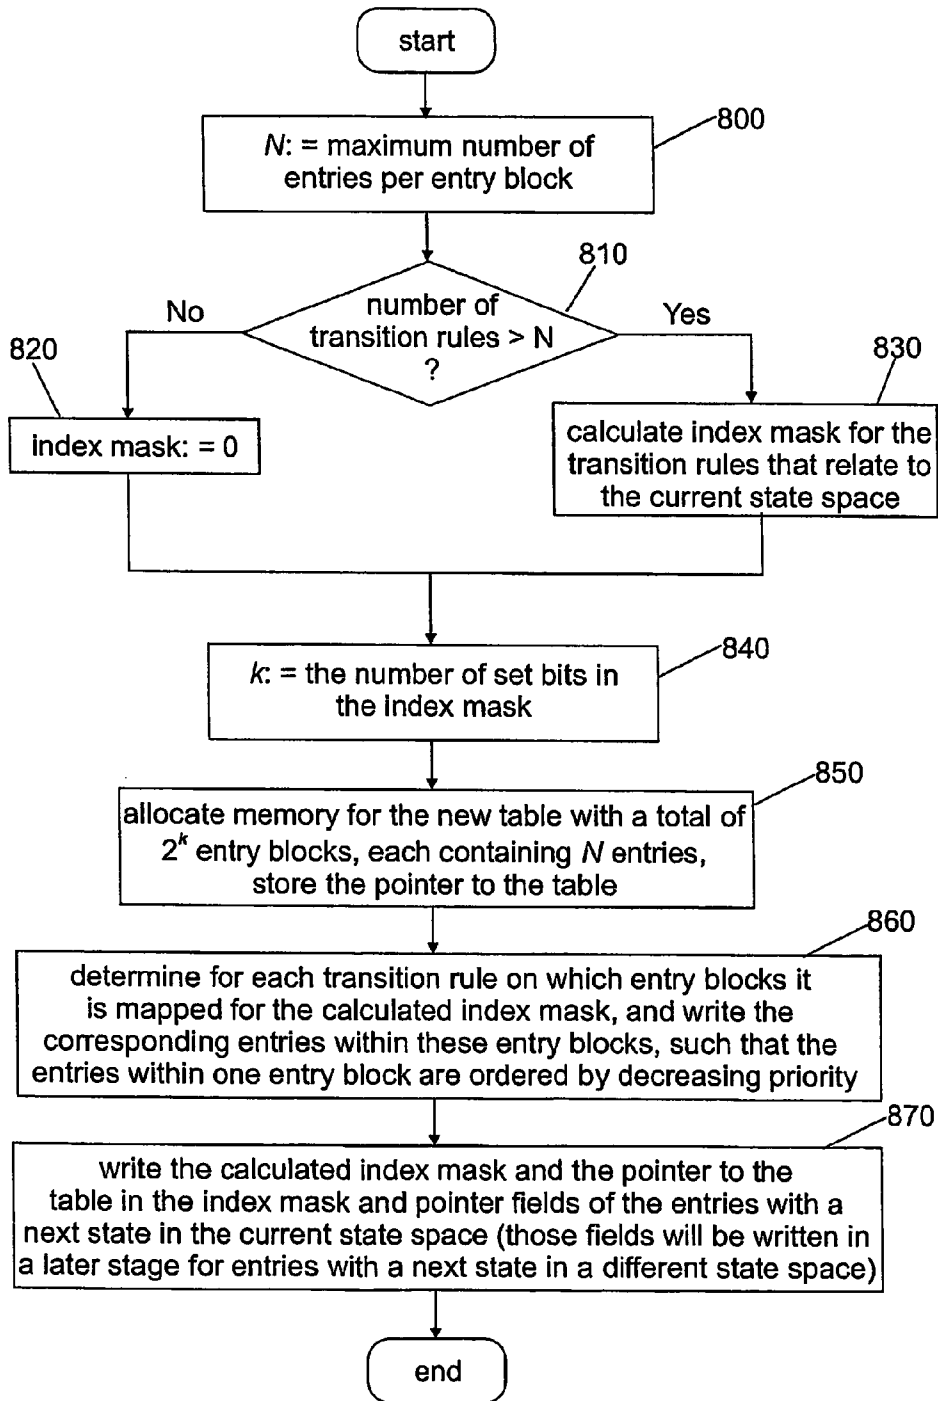 start
800
N: = maximum number of
entries per entry block
810
number of
transition rules > N
?
No
Yes
820
830
index mask: = 0
calculate index mask for the
transition rules that relate to
the current state space
840
k: = the number of set bits in
the index mask
850
allocate memory for the new table with a total of
2^k entry blocks, each containing N entries,
store the pointer to the table
860
determine for each transition rule on which entry blocks it
is mapped for the calculated index mask, and write the
corresponding entries within these entry blocks, such that the
entries within one entry block are ordered by decreasing priority
870
write the calculated index mask and the pointer to the
table in the index mask and pointer fields of the entries with a
next state in the current state space (those fields will be written in
a later stage for entries with a next state in a different state space)
end